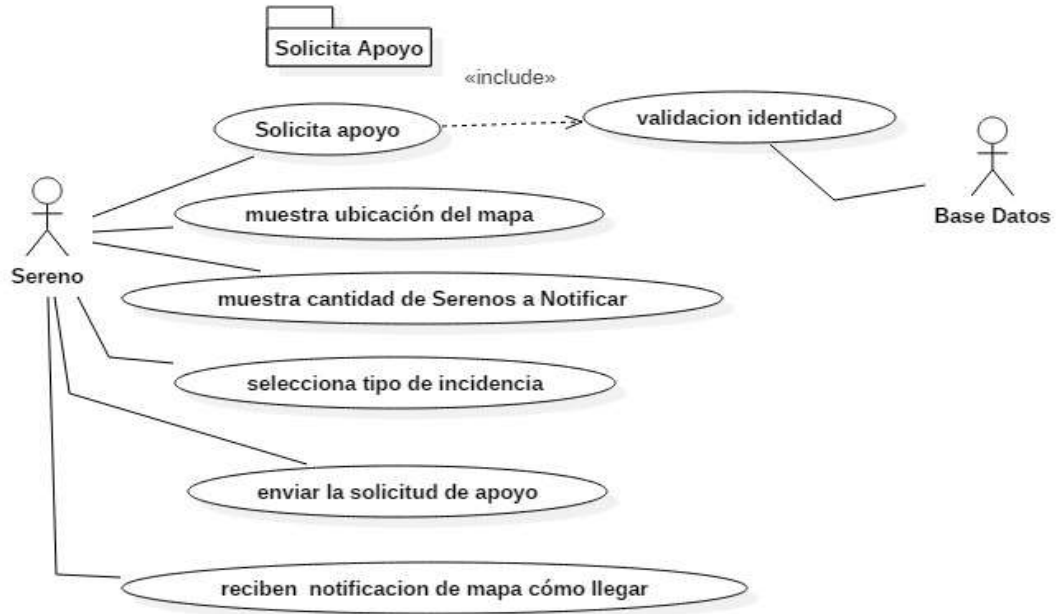 Solicita Apoyo
«include»
Solicita apoyo
validacion identidad
muestra ubicación del mapa
Base Datos
Sereno
muestra cantidad de Serenos a Notificar
selecciona tipo de incidencia
enviar la solicitud de apoyo
reciben notificacion de mapa cómo llegar